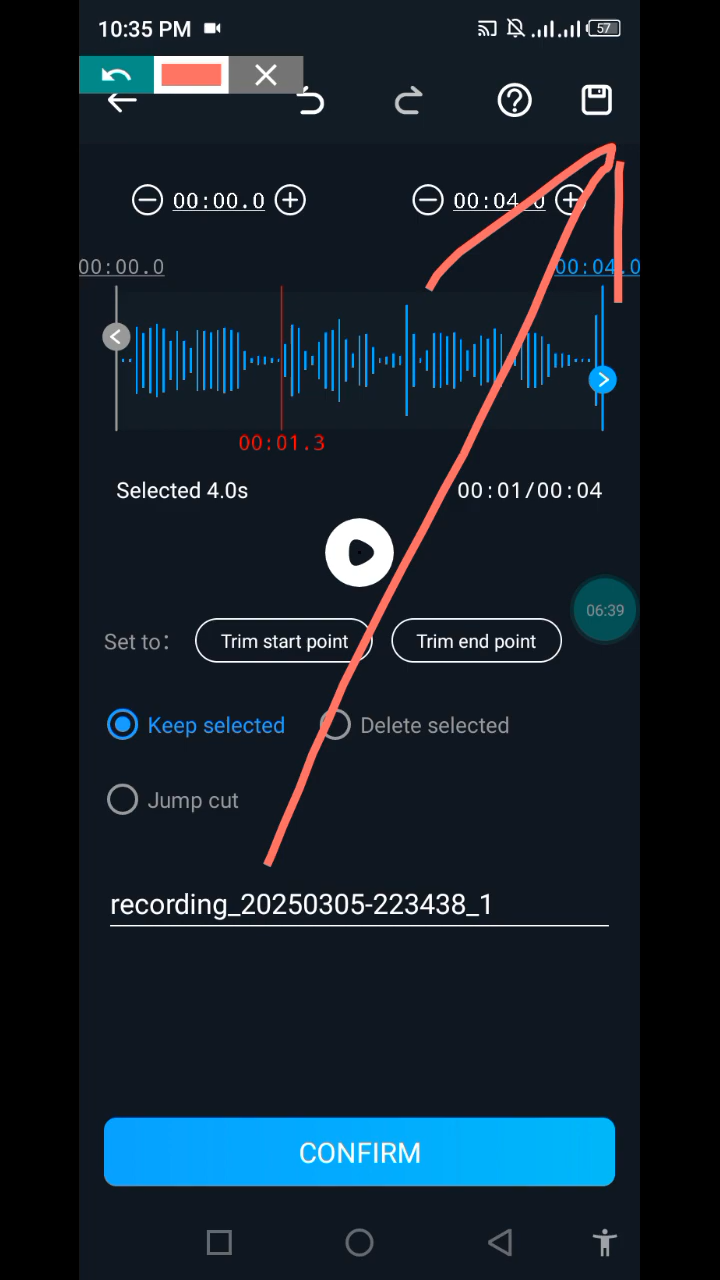 10:35 PM 57
00:00.0 00:04.0
00:00.0 00:04.0
00:01.3
Selected 4.0s 00:01/00:04
06:39
Set to: Trim start point Trim end point
Keep selected Delete selected
Jump cut
recording_20250305-223438_1
CONFIRM